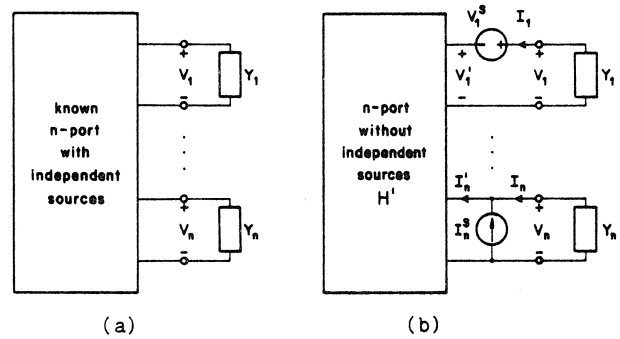 known
n-port
with
independent
sources
+
V₁
−
Y₁
+
Vₙ
−
Yₙ
(a)
n-port
without
independent
sources
H'
V₁ˢ
I₁
− +
+
V₁'
−
+
V₁
−
Y₁
Iₙ'
Iₙ
Iₙˢ
+
Vₙ
−
Yₙ
(b)